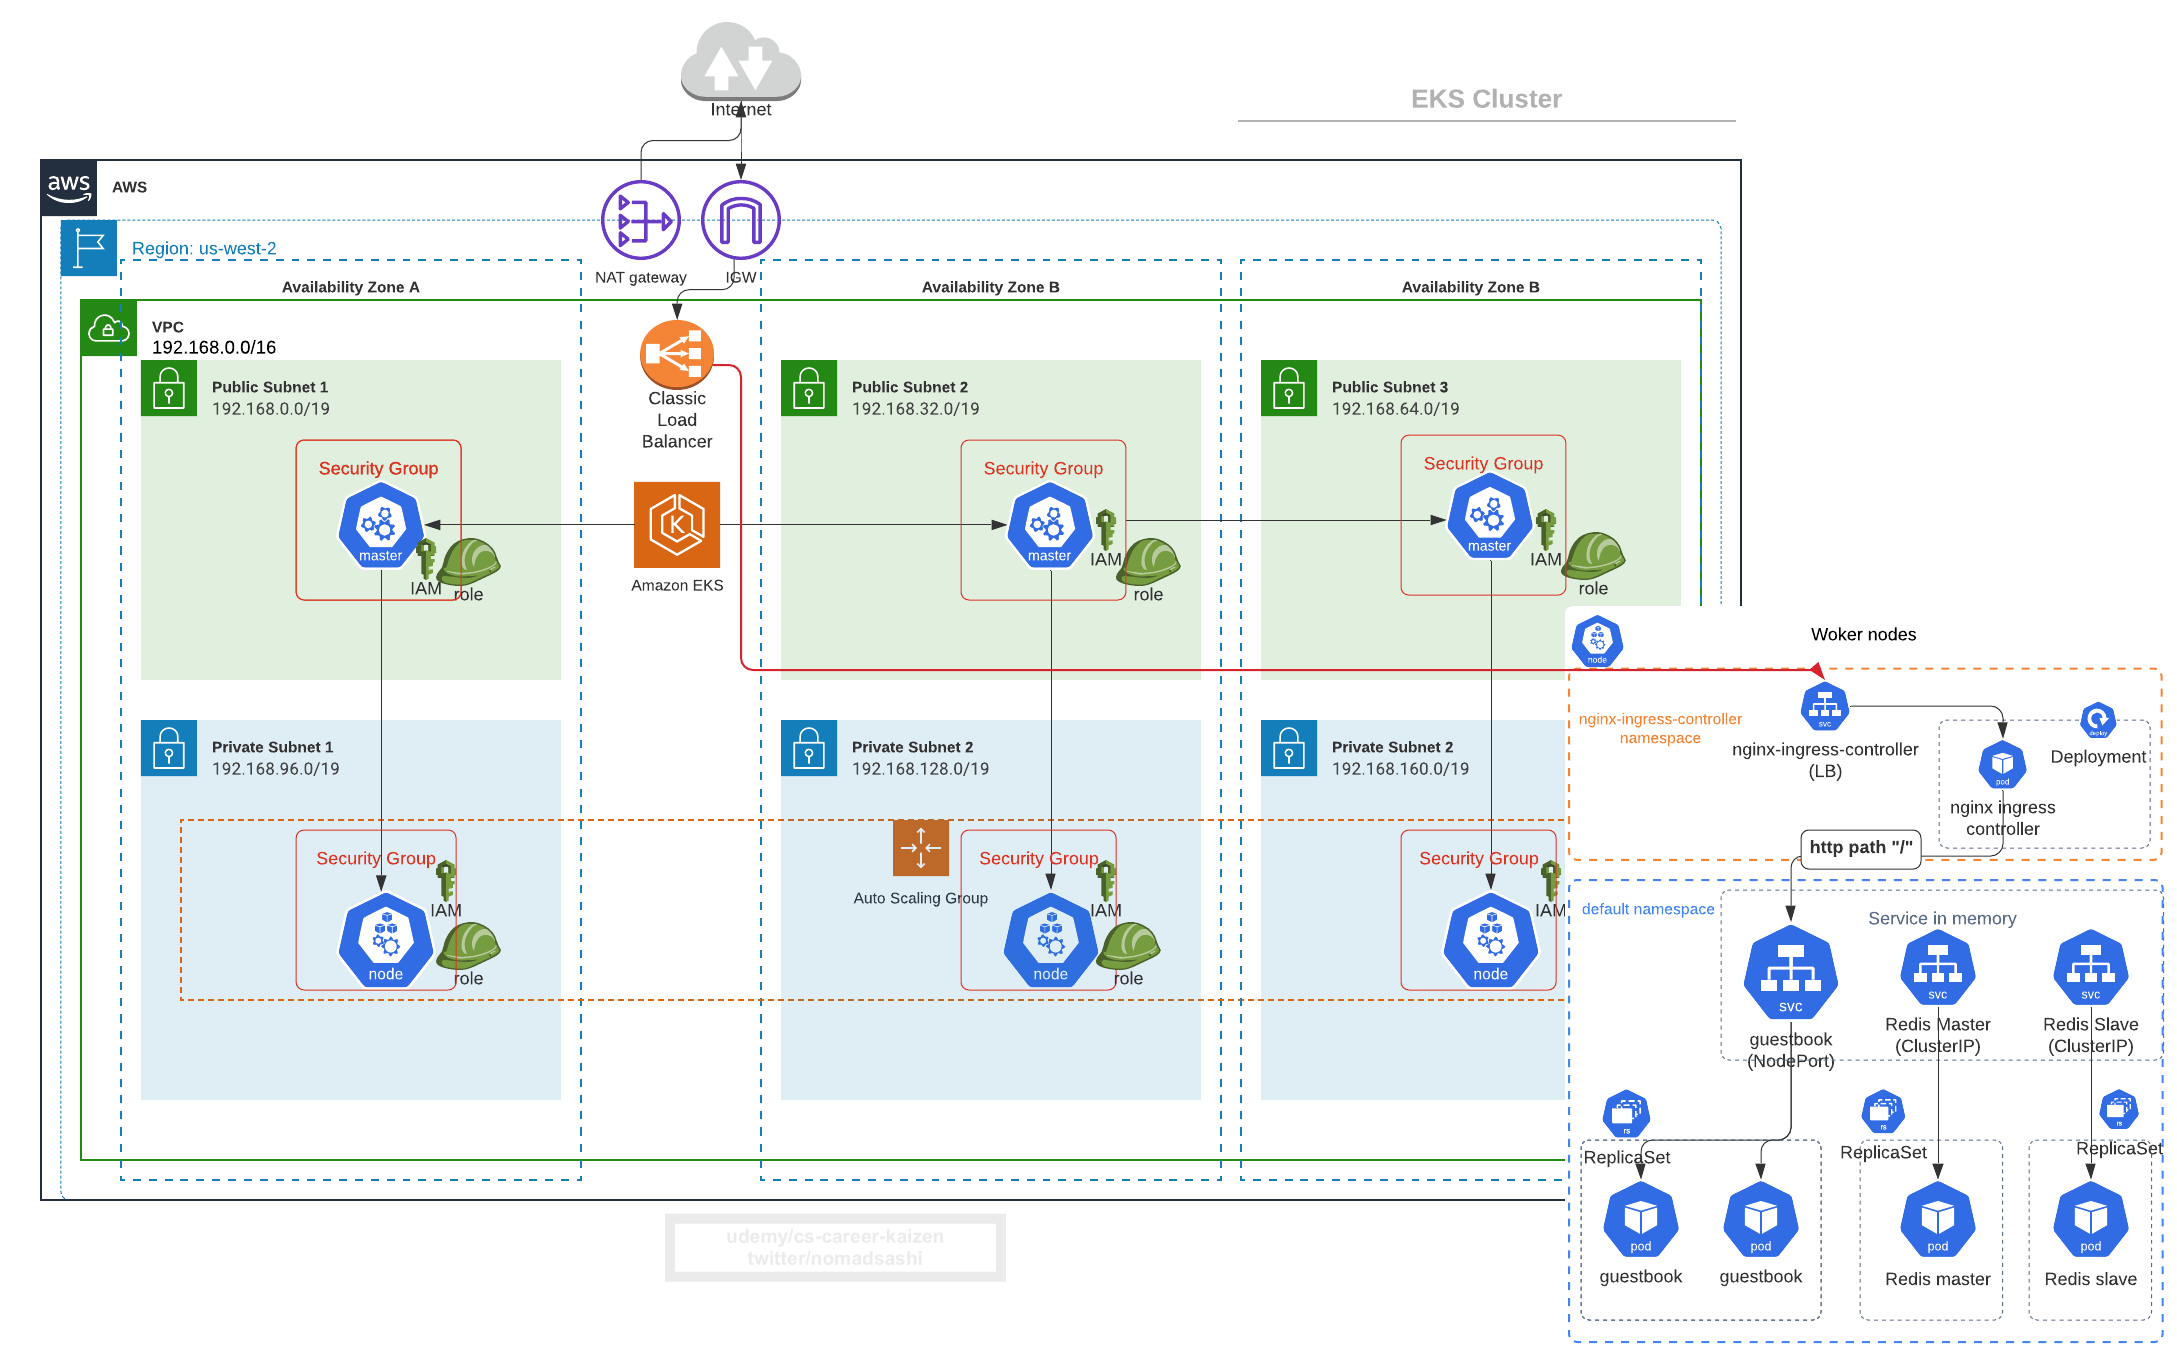 Internet
EKS Cluster
aws
AWS
Region: us-west-2
NAT gateway
IGW
Availability Zone A
Availability Zone B
Availability Zone B
VPC
192.168.0.0/16
Public Subnet 1
192.168.0.0/19
Classic
Load
Balancer
Public Subnet 2
192.168.32.0/19
Public Subnet 3
192.168.64.0/19
Security Group
master
IAM
role
K
Amazon EKS
Security Group
master
IAM
role
Security Group
master
IAM
role
Private Subnet 1
192.168.96.0/19
Private Subnet 2
192.168.128.0/19
Private Subnet 2
192.168.160.0/19
Security Group
IAM
node
role
Auto Scaling Group
Security Group
IAM
node
role
Security Group
IAM
node
node
Woker nodes
nginx-ingress-controller
namespace
svc
nginx-ingress-controller
(LB)
deploy
Deployment
pod
nginx ingress
controller
http path "/"
default namespace
Service in memory
svc
guestbook
(NodePort)
svc
Redis Master
(ClusterIP)
svc
Redis Slave
(ClusterIP)
rs
ReplicaSet
rs
ReplicaSet
rs
ReplicaSet
pod
guestbook
pod
guestbook
pod
Redis master
pod
Redis slave
udemy/cs-career-kaizen
twitter/nomadsashi